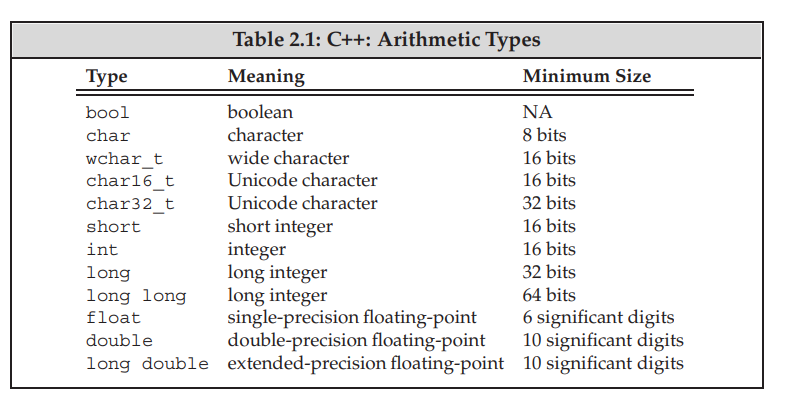 Table 2.1: C++: Arithmetic Types
Type Meaning Minimum Size
bool boolean NA
char character 8 bits
wchar_t wide character 16 bits
char16_t Unicode character 16 bits
char32_t Unicode character 32 bits
short short integer 16 bits
int integer 16 bits
long long integer 32 bits
long long long integer 64 bits
float single-precision floating-point 6 significant digits
double double-precision floating-point 10 significant digits
long double extended-precision floating-point 10 significant digits